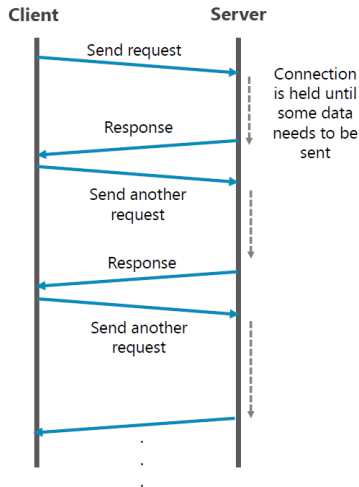 Client
Server
Send request
Connection
is held until
some data
needs to be
sent
Response
Send another
request
Response
Send another
request
.
.
.